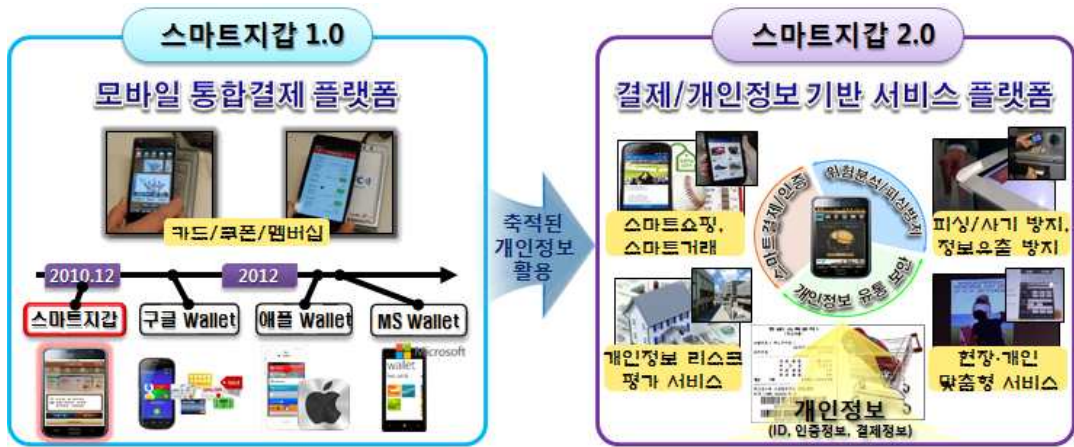 스마트지갑 1.0
모바일 통합결제 플랫폼
카드/쿠폰/멤버십
2010.12
2012
스마트지갑
구글 Wallet
애플 Wallet
MS Wallet
Microsoft
wallet
축적된
개인정보
활용
스마트지갑 2.0
결제/개인정보 기반 서비스 플랫폼
스마트쇼핑,
스마트거래
스마트결제/인증
위험분석/피싱방지
개인정보 유통 보안
피싱/사기 방지,
정보유출 방지
개인정보 리스크
평가 서비스
현장·개인
맞춤형 서비스
개인정보
(ID, 인증정보, 결제정보)